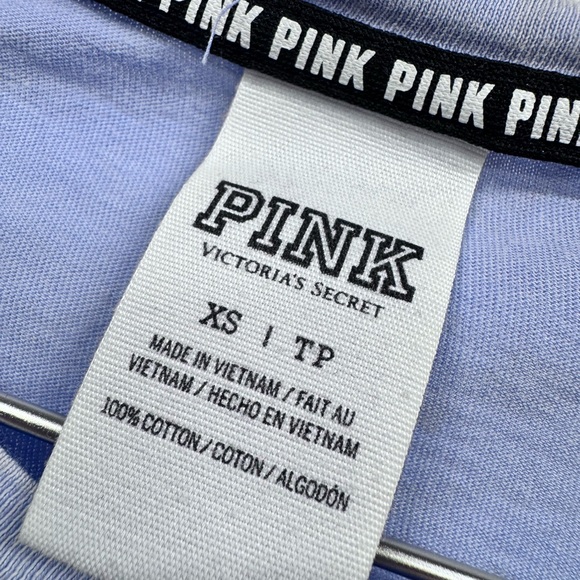 PINK PINK PINK PINK
PINK
VICTORIA'S SECRET
XS | TP
MADE IN VIETNAM / FAIT AU
VIETNAM / HECHO EN VIETNAM
100% COTTON / COTON / ALGODÓN